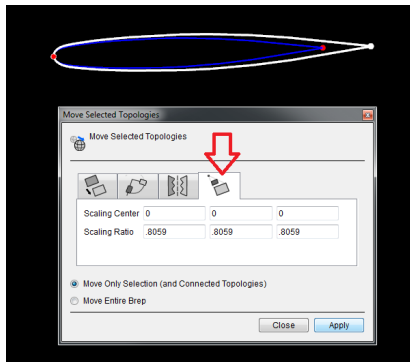 Move Selected Topologies
Move Selected Topologies
Scaling Center 0 0 0
Scaling Ratio .8059 .8059 .8059
Move Only Selection (and Connected Topologies)
Move Entire Brep
Close Apply